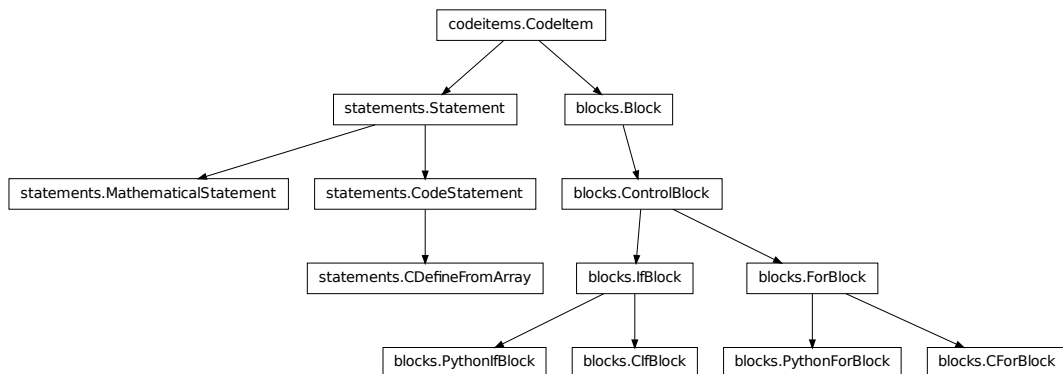 codeitems.CodeItem
statements.Statement
blocks.Block
statements.MathematicalStatement
statements.CodeStatement
blocks.ControlBlock
statements.CDefineFromArray
blocks.IfBlock
blocks.ForBlock
blocks.PythonIfBlock
blocks.CIfBlock
blocks.PythonForBlock
blocks.CForBlock